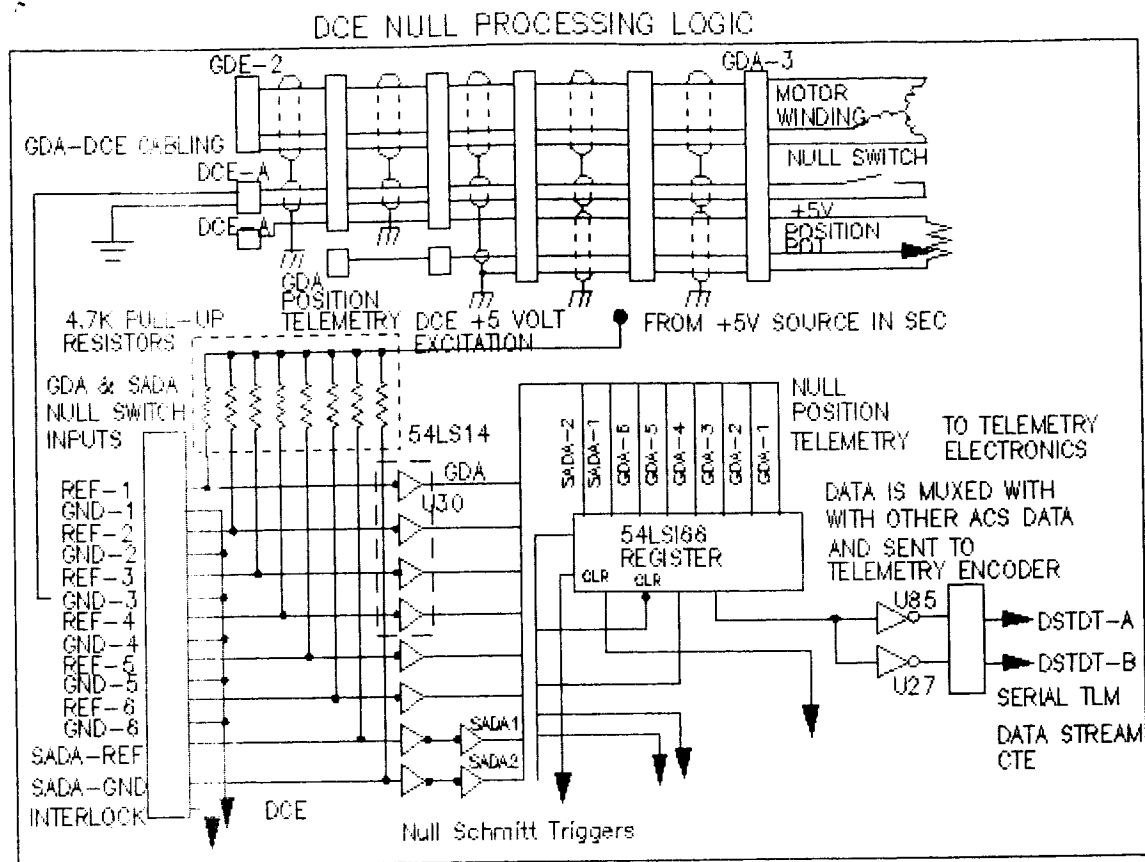 DCE NULL PROCESSING LOGIC
GDE-2
GDA-3
MOTOR
WINDING
GDA-DCE CABLING
NULL SWITCH
DCE-A
+5V
DCE-A
POSITION
POT
GDA
POSITION
TELEMETRY
4.7K PULL-UP
RESISTORS
DCE +5 VOLT
EXCITATION
FROM +5V SOURCE IN SEC
GDA & SADA
NULL SWITCH
INPUTS
54LS14
GDA
U30
SADA-2
SADA-1
GDA-6
GDA-5
GDA-4
GDA-3
GDA-2
GDA-1
NULL
POSITION
TELEMETRY
TO TELEMETRY
ELECTRONICS
REF-1
GND-1
REF-2
GND-2
REF-3
GND-3
REF-4
GND-4
REF-5
GND-5
REF-6
GND-6
SADA-REF
SADA-GND
INTERLOCK
54LS166
REGISTER
CLR
CLR
DATA IS MUXED WITH
WITH OTHER ACS DATA
AND SENT TO
TELEMETRY ENCODER
U85
DSTDT-A
DSTDT-B
U27
SERIAL TLM
DATA STREAM
CTE
SADA1
SADA2
DCE
Null Schmitt Triggers